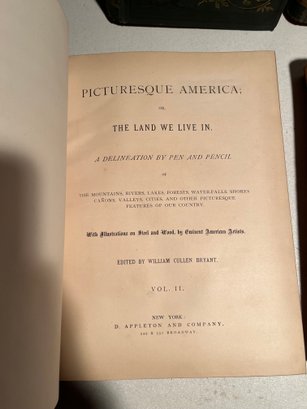 PICTURESQUE AMERICA;
OR,
THE LAND WE LIVE IN.
A DELINEATION BY PEN AND PENCIL
OF
THE MOUNTAINS, RIVERS, LAKES, FORESTS, WATER-FALLS, SHORES
CAÑONS, VALLEYS, CITIES, AND OTHER PICTURESQUE
FEATURES OF OUR COUNTRY.
With Illustrations on Steel and Wood, by Eminent American Artists.
EDITED BY WILLIAM CULLEN BRYANT.
VOL. II.
NEW YORK:
D. APPLETON AND COMPANY,
BROADWAY.